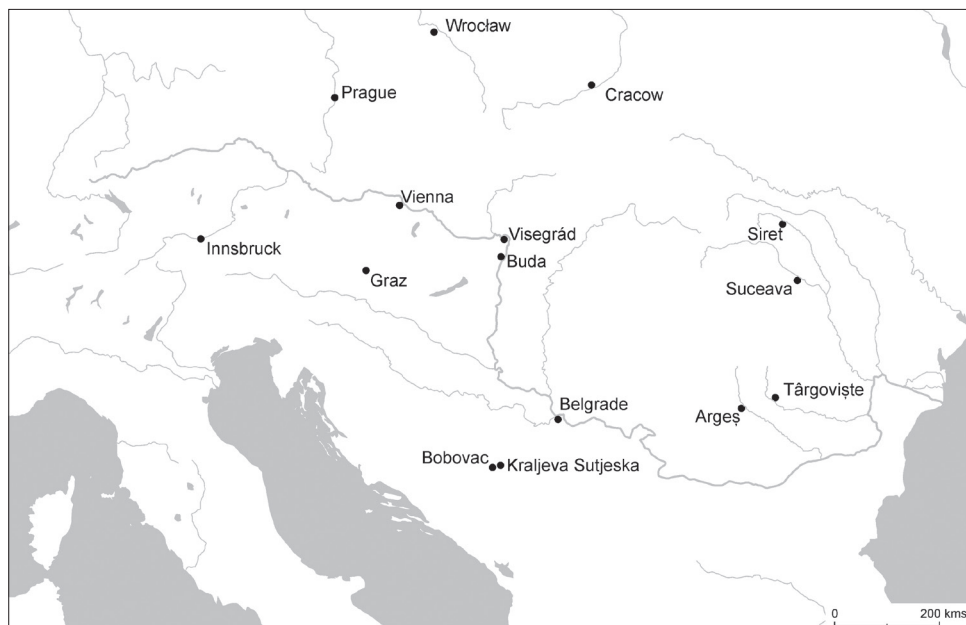 Wrocław
Prague
Cracow
Vienna
Innsbruck
Visegrád
Buda
Graz
Siret
Suceava
Târgoviște
Argeș
Belgrade
Bobovac
Kraljeva Sutjeska
0 200 kms